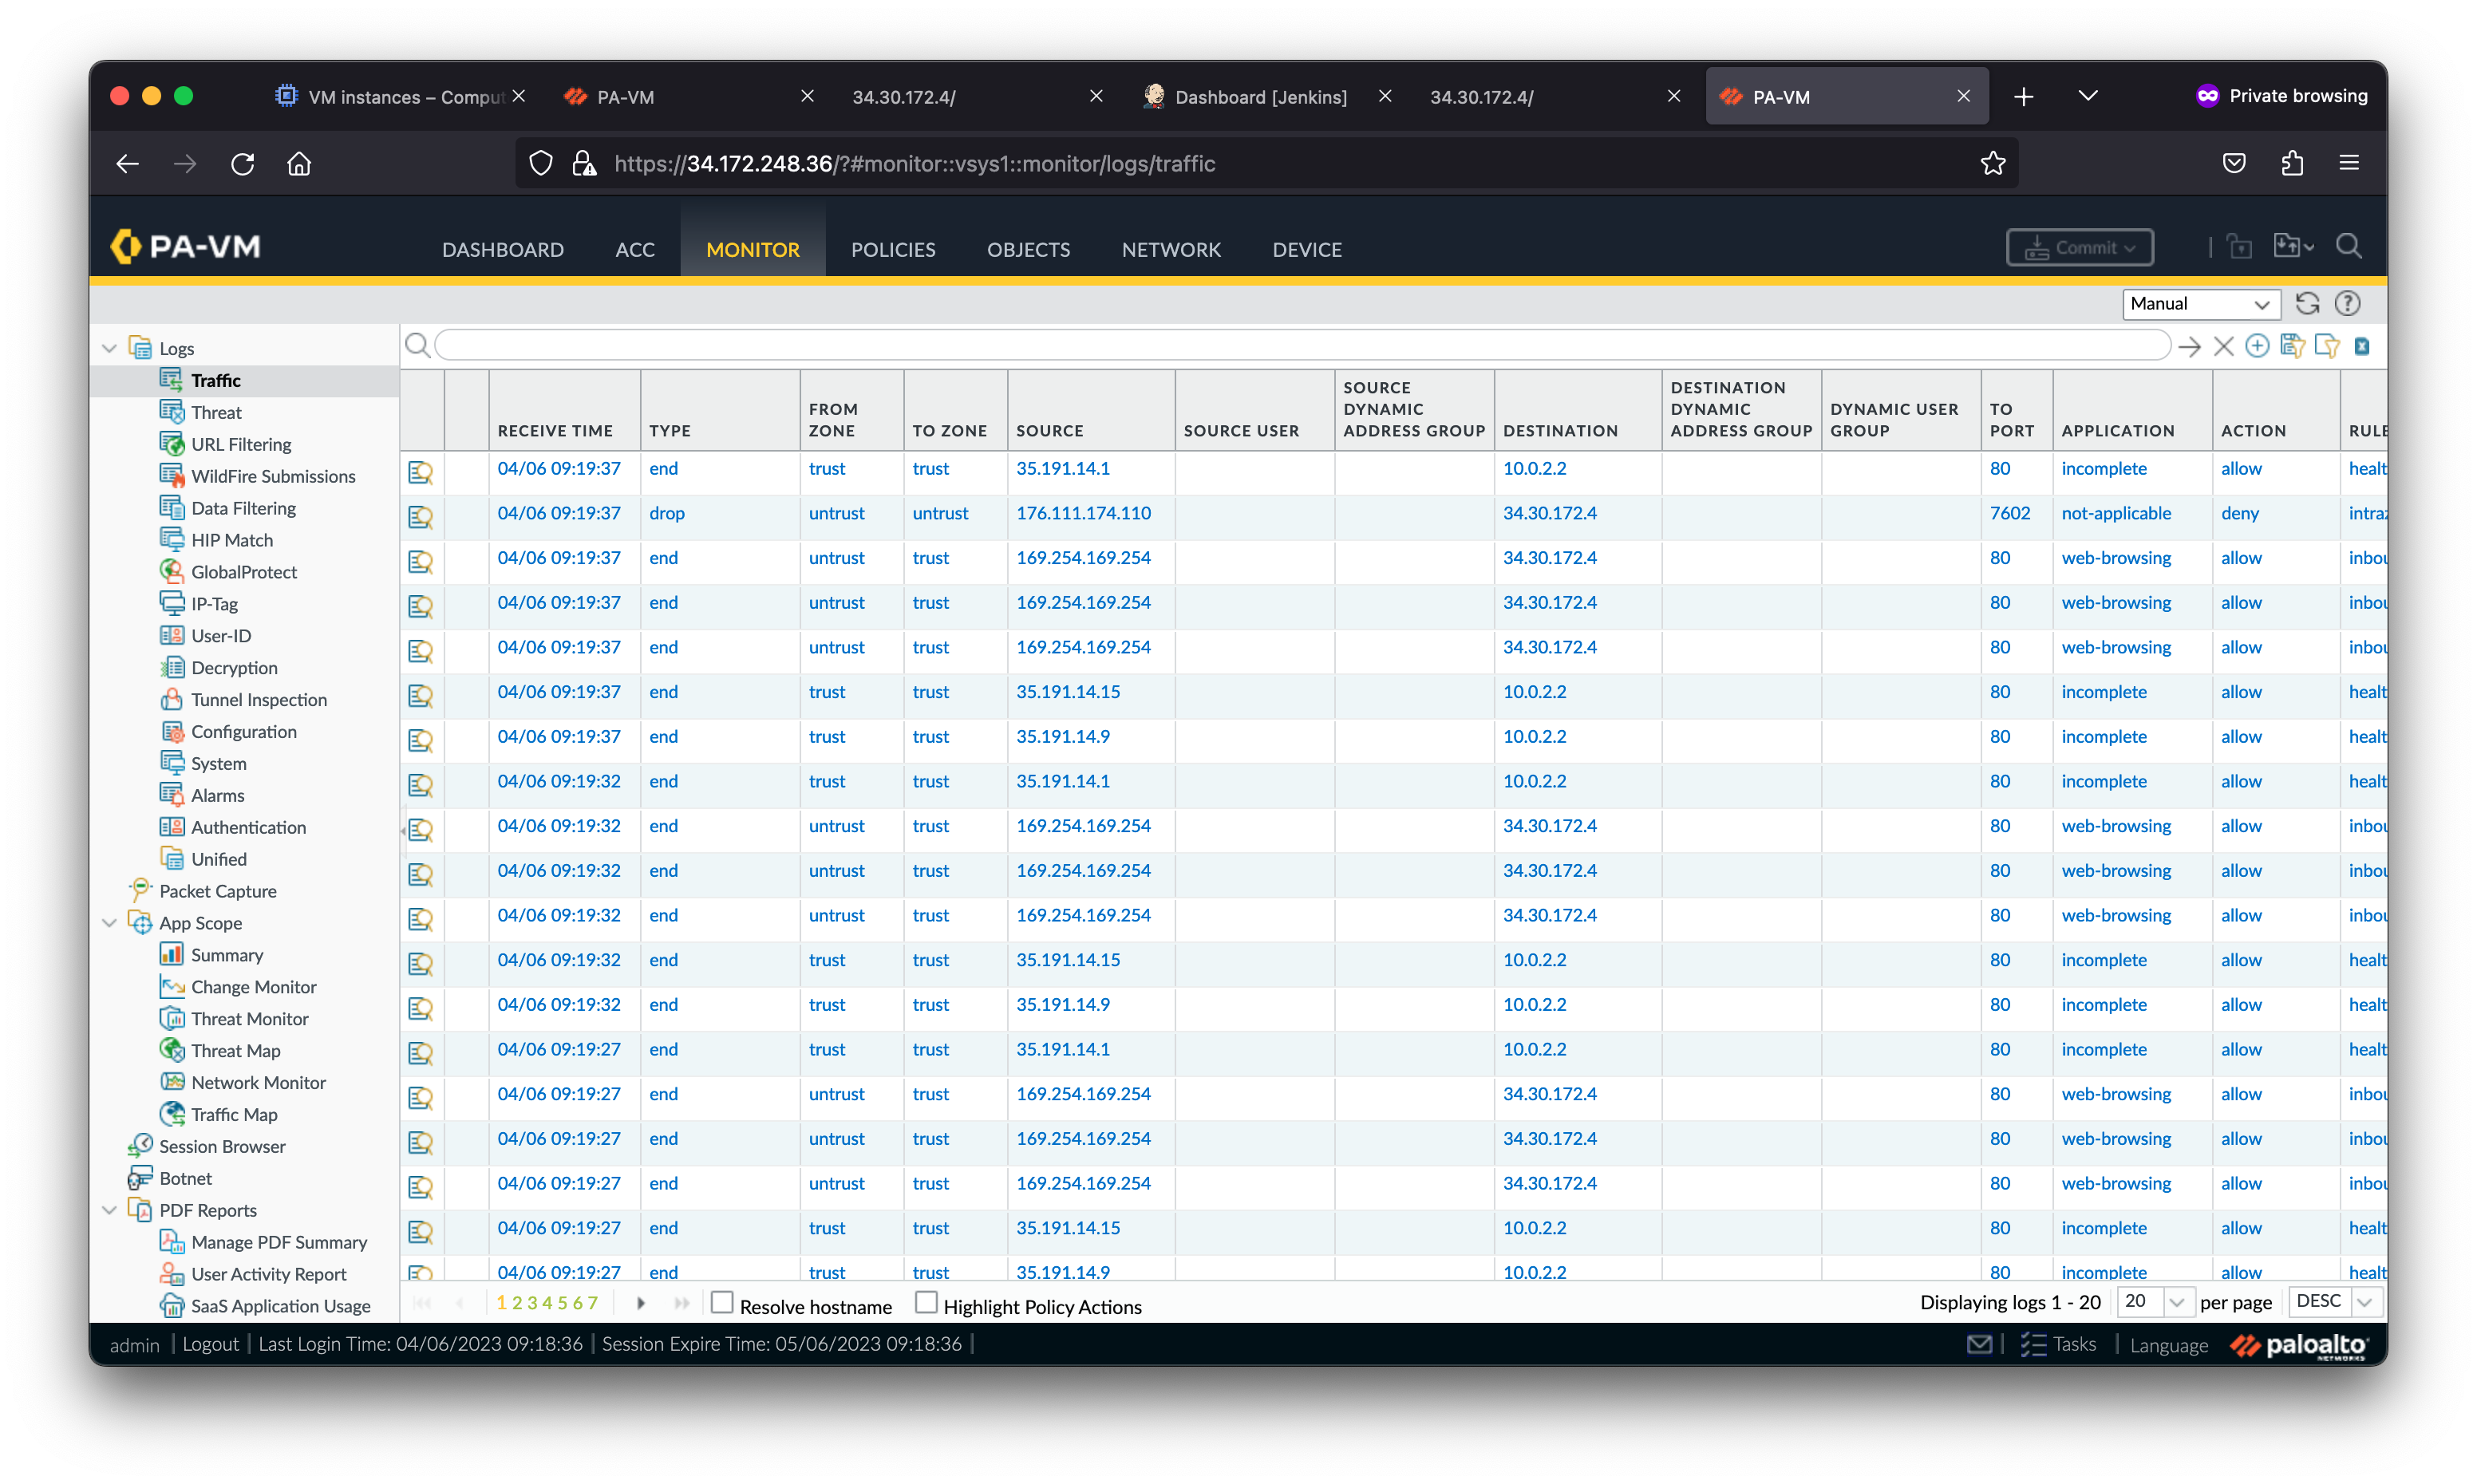 VM instances – Comput
PA-VM
34.30.172.4/
Dashboard [Jenkins]
34.30.172.4/
PA-VM
Private browsing
https://34.172.248.36/?#monitor::vsys1::monitor/logs/traffic
PA-VM
DASHBOARD
ACC
MONITOR
POLICIES
OBJECTS
NETWORK
DEVICE
Commit
Manual
Logs
Traffic
Threat
URL Filtering
WildFire Submissions
Data Filtering
HIP Match
GlobalProtect
IP-Tag
User-ID
Decryption
Tunnel Inspection
Configuration
System
Alarms
Authentication
Unified
Packet Capture
App Scope
Summary
Change Monitor
Threat Monitor
Threat Map
Network Monitor
Traffic Map
Session Browser
Botnet
PDF Reports
Manage PDF Summary
User Activity Report
SaaS Application Usage
RECEIVE TIME TYPE FROM ZONE TO ZONE SOURCE SOURCE USER SOURCE DYNAMIC ADDRESS GROUP DESTINATION DESTINATION DYNAMIC ADDRESS GROUP DYNAMIC USER GROUP TO PORT APPLICATION ACTION RULE
04/06 09:19:37 end trust trust 35.191.14.1 10.0.2.2 80 incomplete allow healt
04/06 09:19:37 drop untrust untrust 176.111.174.110 34.30.172.4 7602 not-applicable deny intraz
04/06 09:19:37 end untrust trust 169.254.169.254 34.30.172.4 80 web-browsing allow inbou
04/06 09:19:37 end untrust trust 169.254.169.254 34.30.172.4 80 web-browsing allow inbou
04/06 09:19:37 end untrust trust 169.254.169.254 34.30.172.4 80 web-browsing allow inbou
04/06 09:19:37 end trust trust 35.191.14.15 10.0.2.2 80 incomplete allow healt
04/06 09:19:37 end trust trust 35.191.14.9 10.0.2.2 80 incomplete allow healt
04/06 09:19:32 end trust trust 35.191.14.1 10.0.2.2 80 incomplete allow healt
04/06 09:19:32 end untrust trust 169.254.169.254 34.30.172.4 80 web-browsing allow inbou
04/06 09:19:32 end untrust trust 169.254.169.254 34.30.172.4 80 web-browsing allow inbou
04/06 09:19:32 end untrust trust 169.254.169.254 34.30.172.4 80 web-browsing allow inbou
04/06 09:19:32 end trust trust 35.191.14.15 10.0.2.2 80 incomplete allow healt
04/06 09:19:32 end trust trust 35.191.14.9 10.0.2.2 80 incomplete allow healt
04/06 09:19:27 end trust trust 35.191.14.1 10.0.2.2 80 incomplete allow healt
04/06 09:19:27 end untrust trust 169.254.169.254 34.30.172.4 80 web-browsing allow inbou
04/06 09:19:27 end untrust trust 169.254.169.254 34.30.172.4 80 web-browsing allow inbou
04/06 09:19:27 end untrust trust 169.254.169.254 34.30.172.4 80 web-browsing allow inbou
04/06 09:19:27 end trust trust 35.191.14.15 10.0.2.2 80 incomplete allow healt
04/06 09:19:27 end trust trust 35.191.14.9 10.0.2.2 80 incomplete allow healt
1 2 3 4 5 6 7 Resolve hostname Highlight Policy Actions Displaying logs 1 - 20 20 per page DESC
admin | Logout | Last Login Time: 04/06/2023 09:18:36 | Session Expire Time: 05/06/2023 09:18:36 | Tasks | Language paloalto NETWORKS